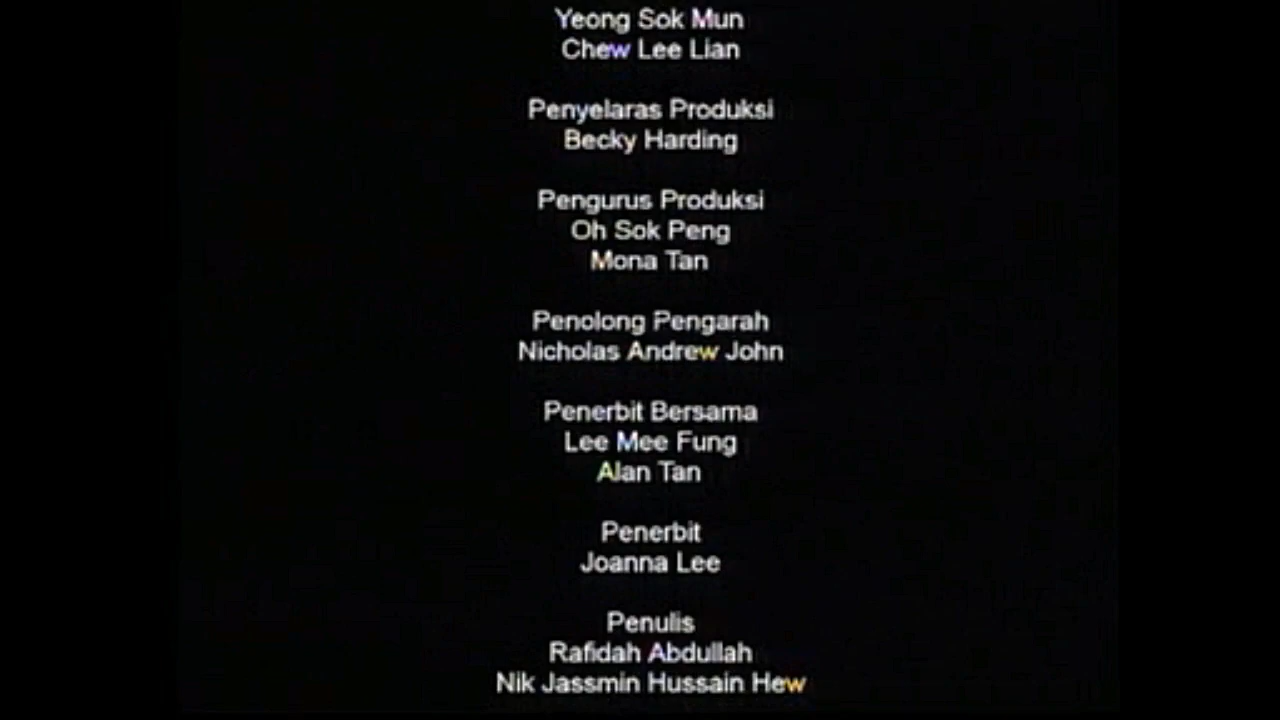 Yeong Sok Mun
Chew Lee Lian
Penyelaras Produksi
Becky Harding
Pengurus Produksi
Oh Sok Peng
Mona Tan
Penolong Pengarah
Nicholas Andrew John
Penerbit Bersama
Lee Mee Fung
Alan Tan
Penerbit
Joanna Lee
Penulis
Rafidah Abdullah
Nik Jassmin Hussain Hew